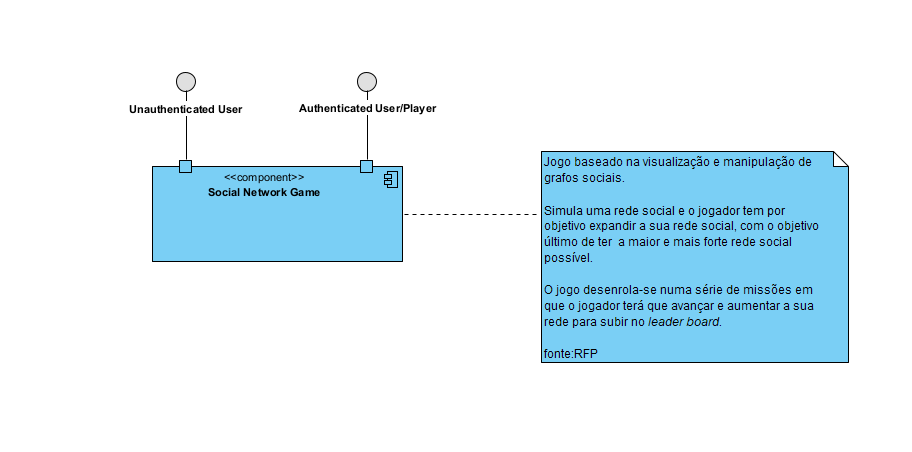 Unauthenticated User
Authenticated User/Player
<<component>>
Social Network Game
Jogo baseado na visualização e manipulação de
grafos sociais.
Simula uma rede social e o jogador tem por
objetivo expandir a sua rede social, com o objetivo
último de ter  a maior e mais forte rede social
possível.
O jogo desenrola-se numa série de missões em
que o jogador terá que avançar e aumentar a sua
rede para subir no leader board.
fonte:RFP